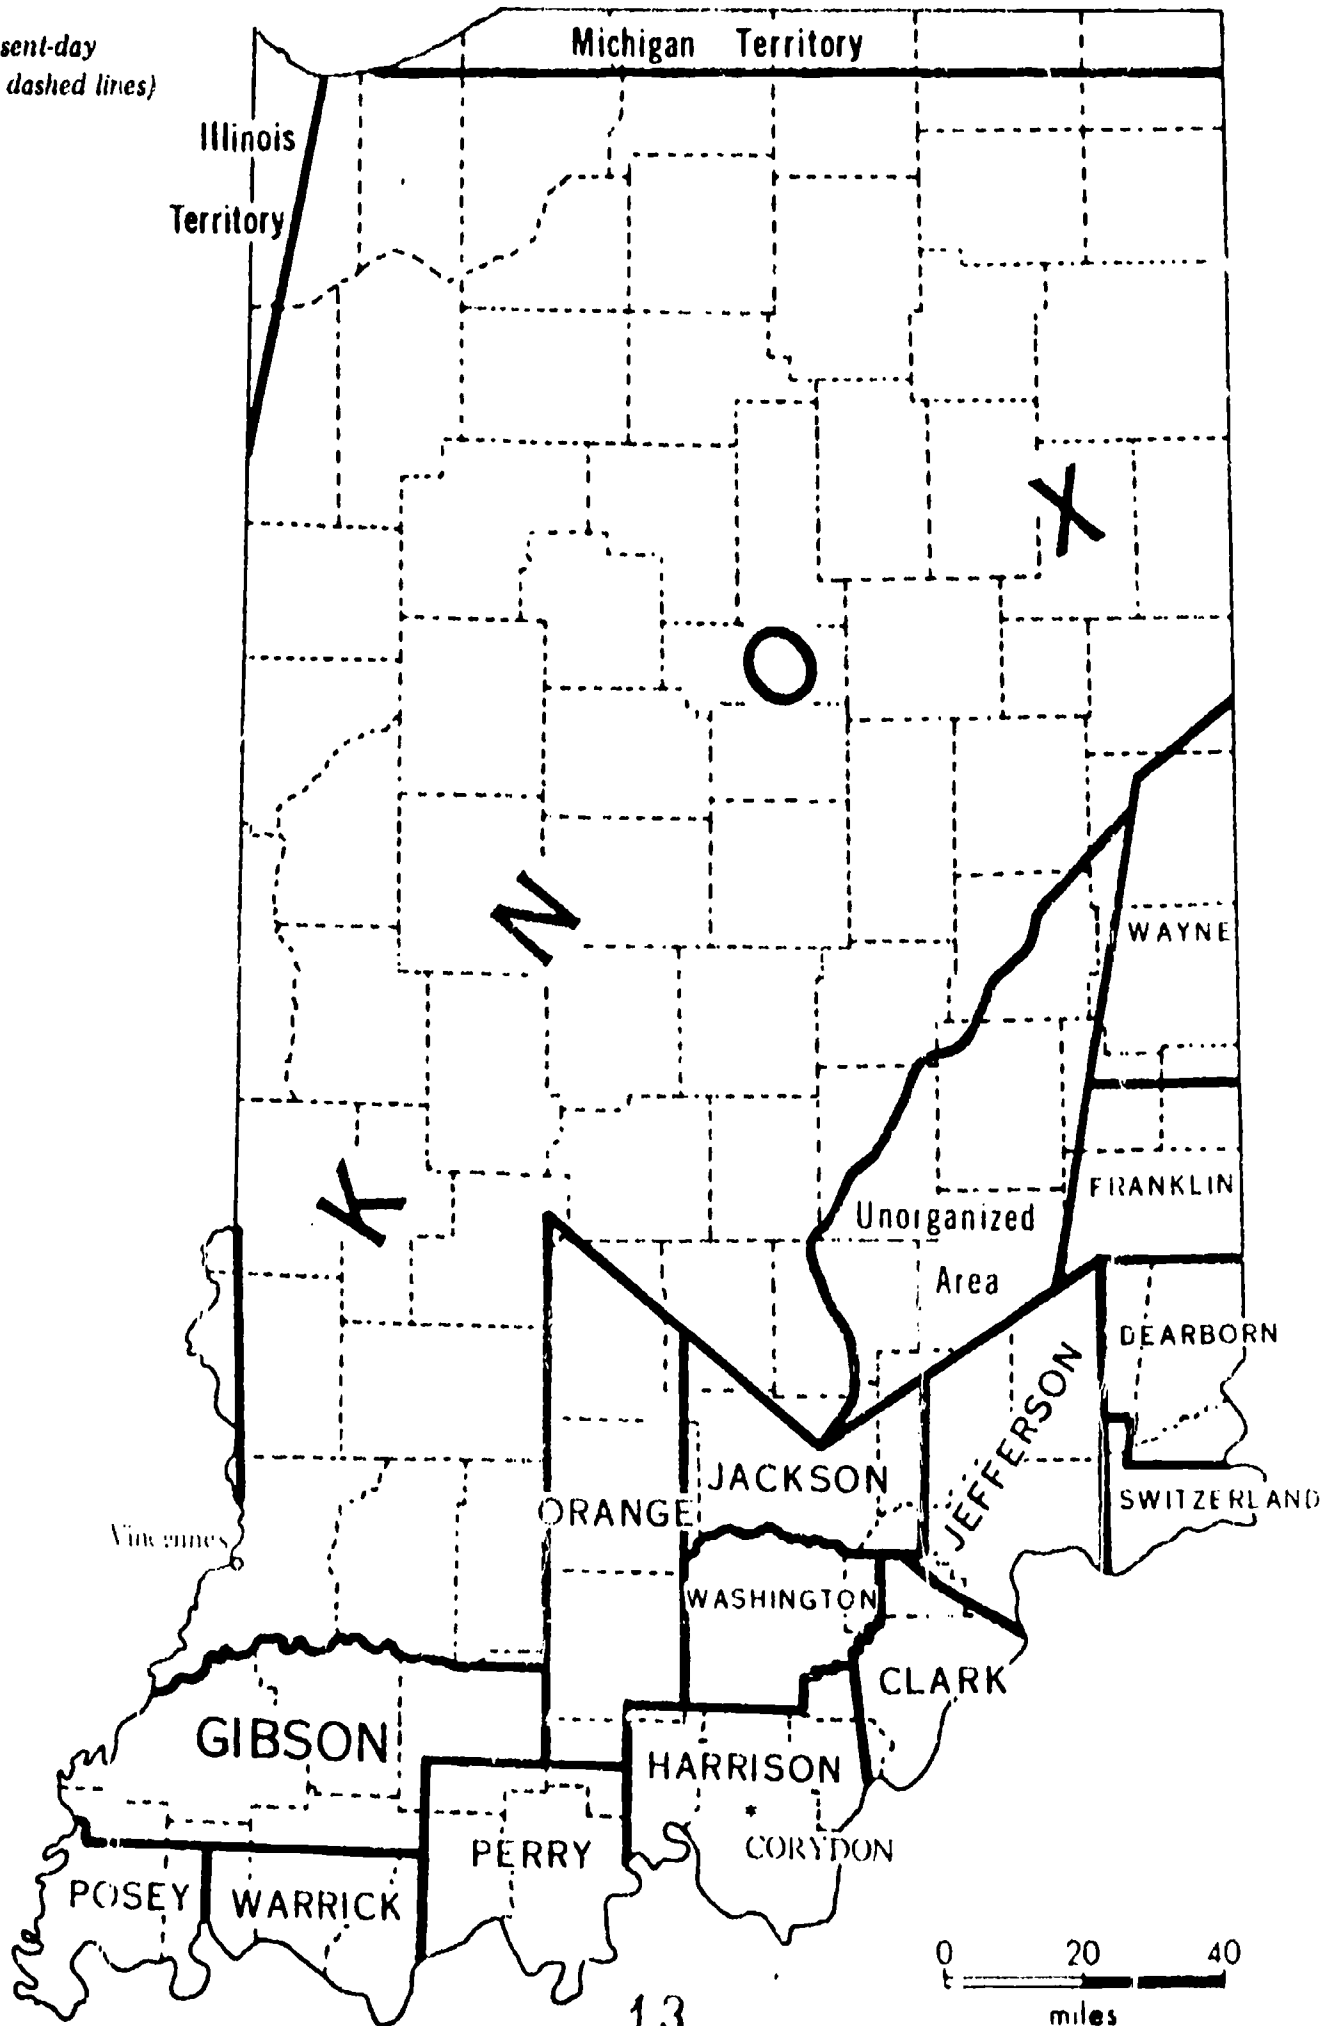 sent-day
dashed lines)
Michigan Territory
Illinois
Territory
K N O X
WAYNE
FRANKLIN
Unorganized
Area
DEARBORN
JEFFERSON
SWITZERLAND
JACKSON
ORANGE
Vincennes
WASHINGTON
CLARK
GIBSON
HARRISON
* CORYDON
PERRY
POSEY
WARRICK
0 20 40
miles
13